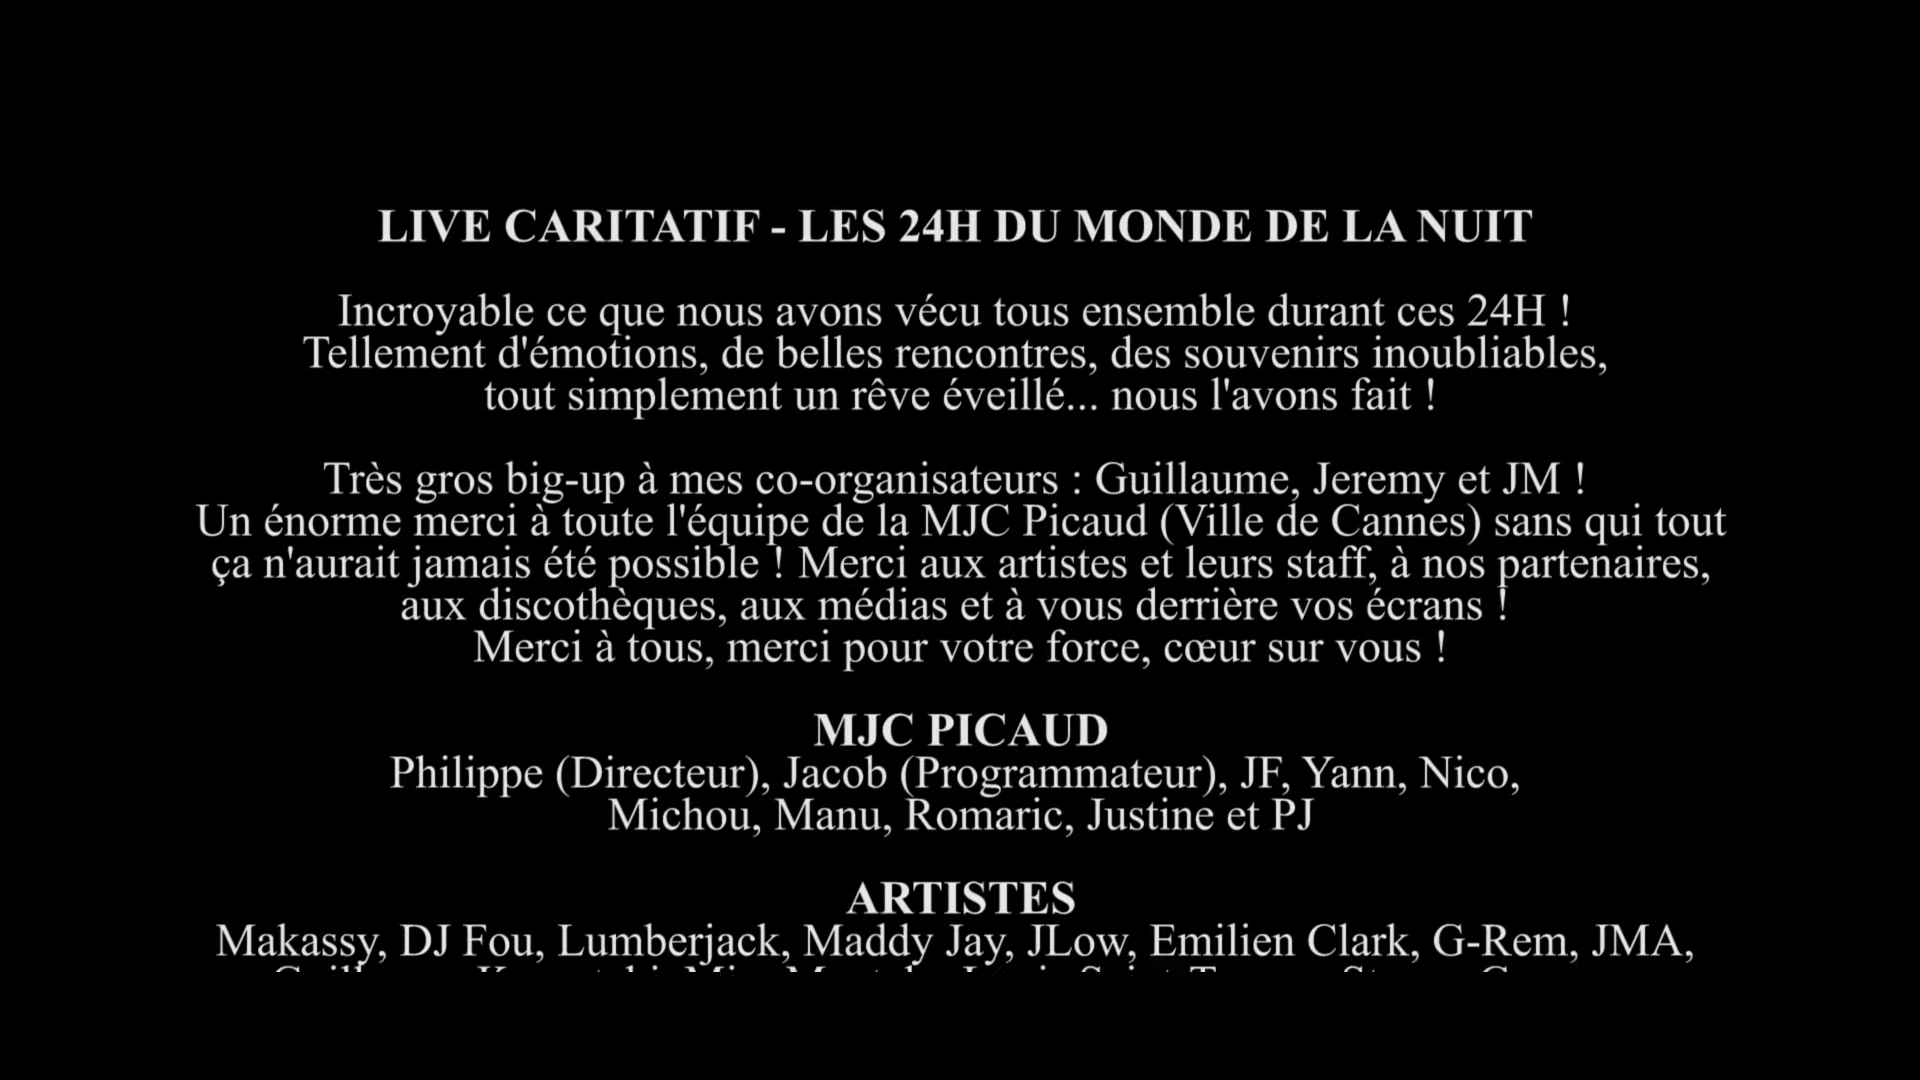 LIVE CARITATIF - LES 24H DU MONDE DE LA NUIT
Incroyable ce que nous avons vécu tous ensemble durant ces 24H !
Tellement d'émotions, de belles rencontres, des souvenirs inoubliables,
tout simplement un rêve éveillé... nous l'avons fait !
Très gros big-up à mes co-organisateurs : Guillaume, Jeremy et JM !
Un énorme merci à toute l'équipe de la MJC Picaud (Ville de Cannes) sans qui tout
ça n'aurait jamais été possible ! Merci aux artistes et leurs staff, à nos partenaires,
aux discothèques, aux médias et à vous derrière vos écrans !
Merci à tous, merci pour votre force, cœur sur vous !
MJC PICAUD
Philippe (Directeur), Jacob (Programmateur), JF, Yann, Nico,
Michou, Manu, Romaric, Justine et PJ
ARTISTES
Makassy, DJ Fou, Lumberjack, Maddy Jay, JLow, Emilien Clark, G-Rem, JMA,